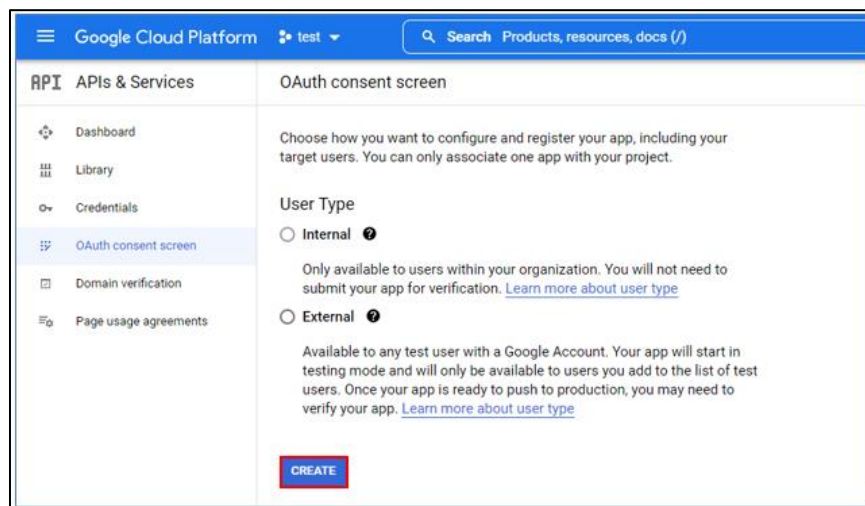 Google Cloud Platform
test
Search Products, resources, docs (/)
API APIs & Services
OAuth consent screen
Dashboard
Library
Credentials
OAuth consent screen
Domain verification
Page usage agreements
Choose how you want to configure and register your app, including your
target users. You can only associate one app with your project.
User Type
Internal
Only available to users within your organization. You will not need to
submit your app for verification. Learn more about user type
External
Available to any test user with a Google Account. Your app will start in
testing mode and will only be available to users you add to the list of test
users. Once your app is ready to push to production, you may need to
verify your app. Learn more about user type
CREATE